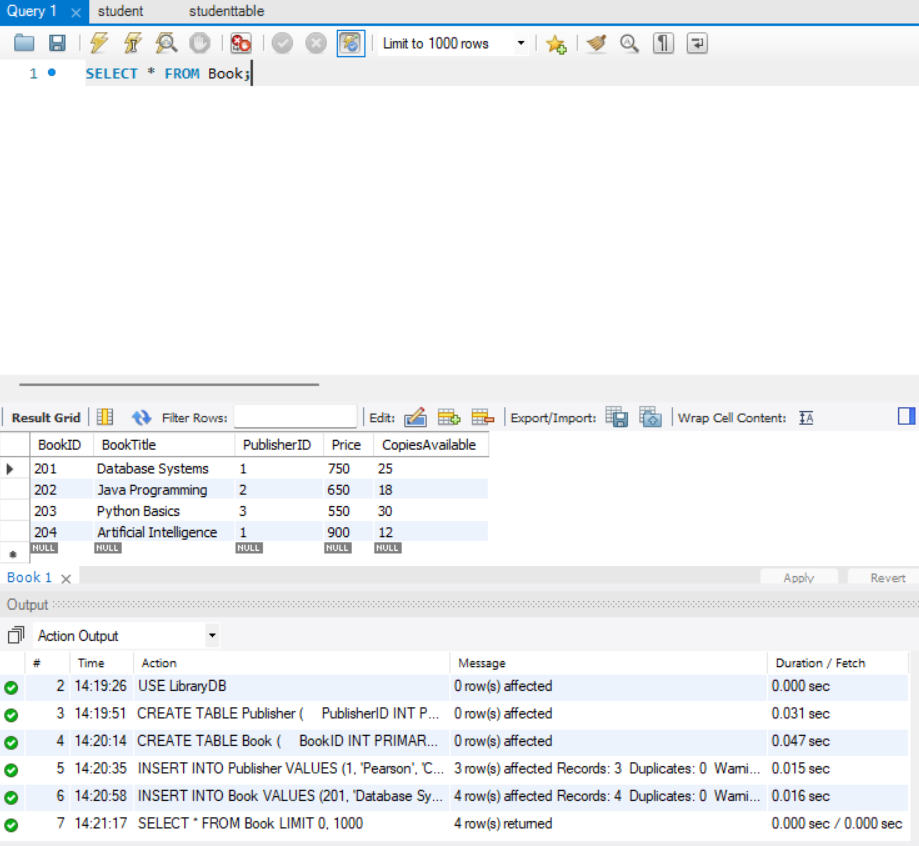 Query 1 student studenttable
Limit to 1000 rows
1 SELECT * FROM Book;
Result Grid Filter Rows: Edit: Export/Import: Wrap Cell Content:
BookID BookTitle PublisherID Price CopiesAvailable
201 Database Systems 1 750 25
202 Java Programming 2 650 18
203 Python Basics 3 550 30
204 Artificial Intelligence 1 900 12
NULL NULL NULL NULL NULL
Book 1 Apply Revert
Output
Action Output
# Time Action Message Duration / Fetch
2 14:19:26 USE LibraryDB 0 row(s) affected 0.000 sec
3 14:19:51 CREATE TABLE Publisher ( PublisherID INT P... 0 row(s) affected 0.031 sec
4 14:20:14 CREATE TABLE Book ( BookID INT PRIMAR... 0 row(s) affected 0.047 sec
5 14:20:35 INSERT INTO Publisher VALUES (1, 'Pearson', 'C... 3 row(s) affected Records: 3 Duplicates: 0 Warni... 0.015 sec
6 14:20:58 INSERT INTO Book VALUES (201, 'Database Sy... 4 row(s) affected Records: 4 Duplicates: 0 Warni... 0.016 sec
7 14:21:17 SELECT * FROM Book LIMIT 0, 1000 4 row(s) returned 0.000 sec / 0.000 sec